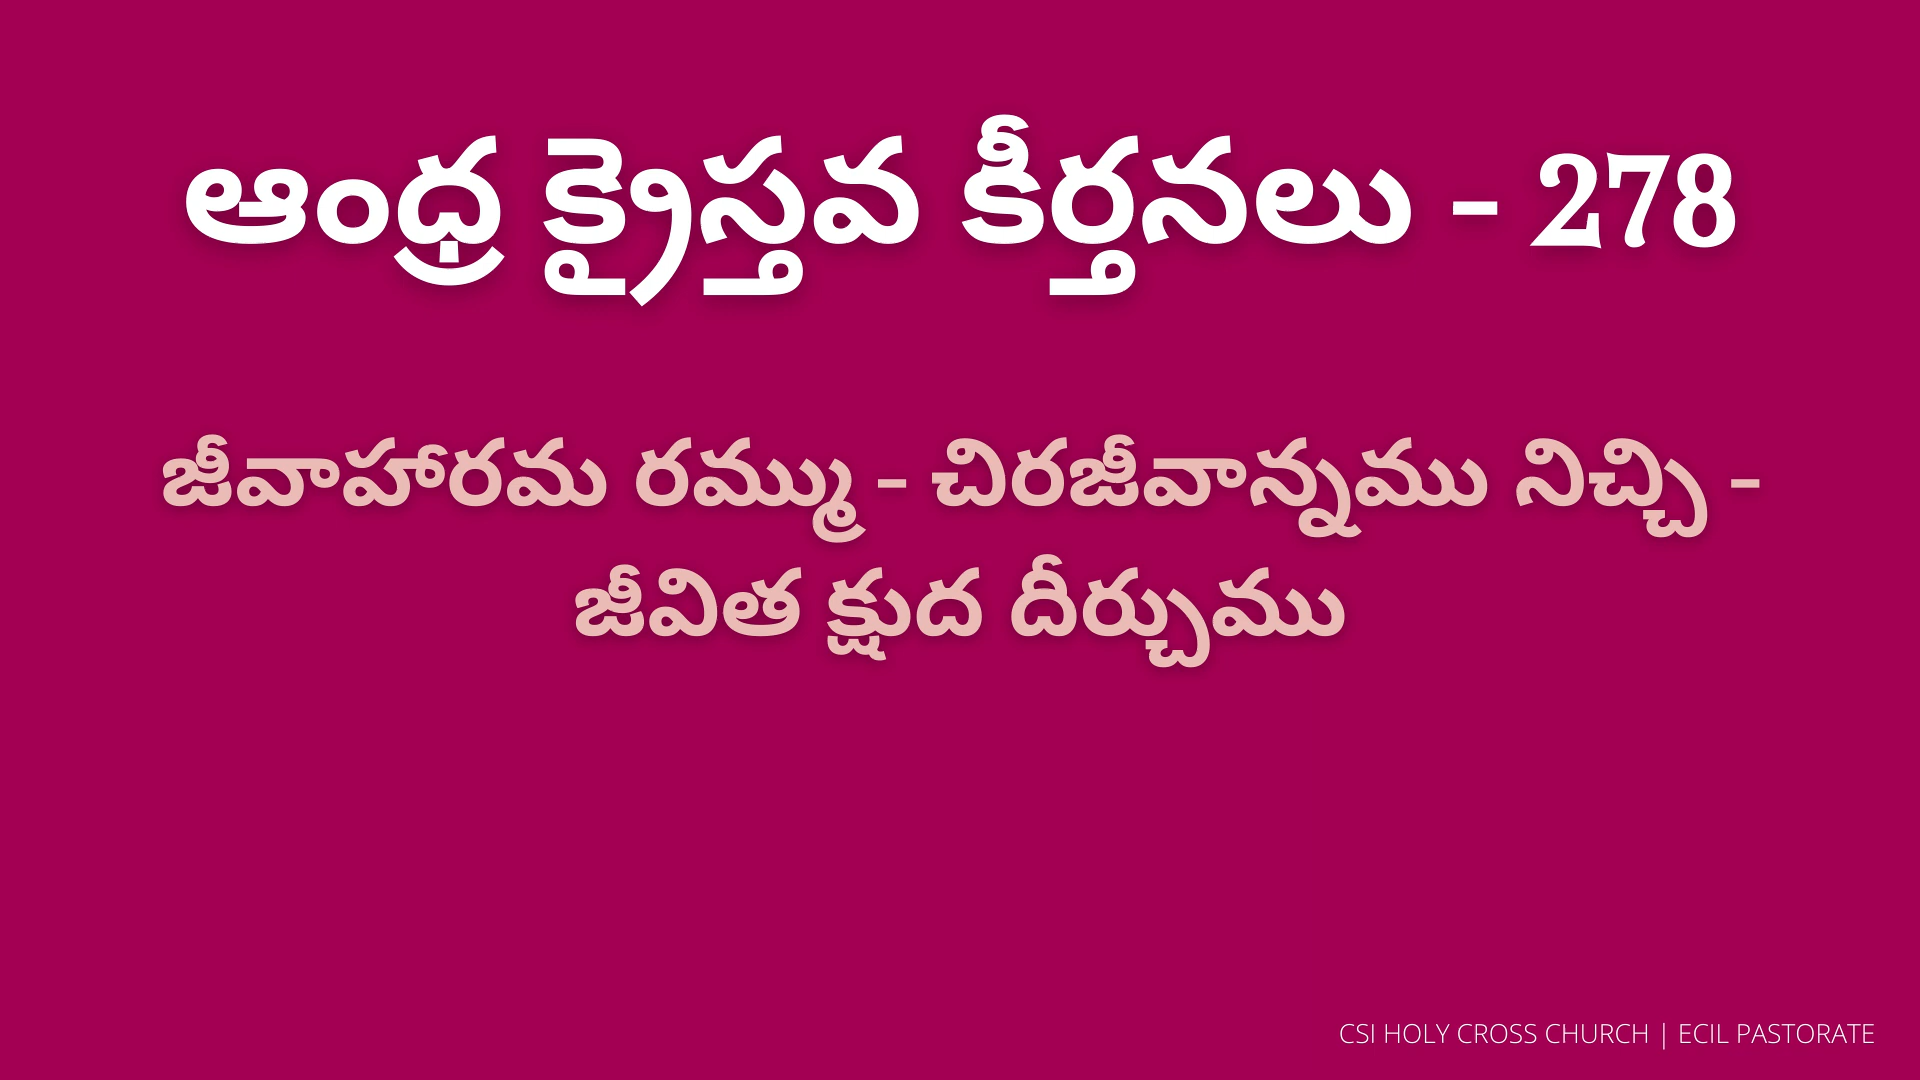 ఆంధ్ర క్రైస్తవ కీర్తనలు - 278
జీవాహారమ రమ్ము - చిరజీవాన్నము నిచ్చి -
జీవిత క్షుద దీర్చుము
CSI HOLY CROSS CHURCH | ECIL PASTORATE